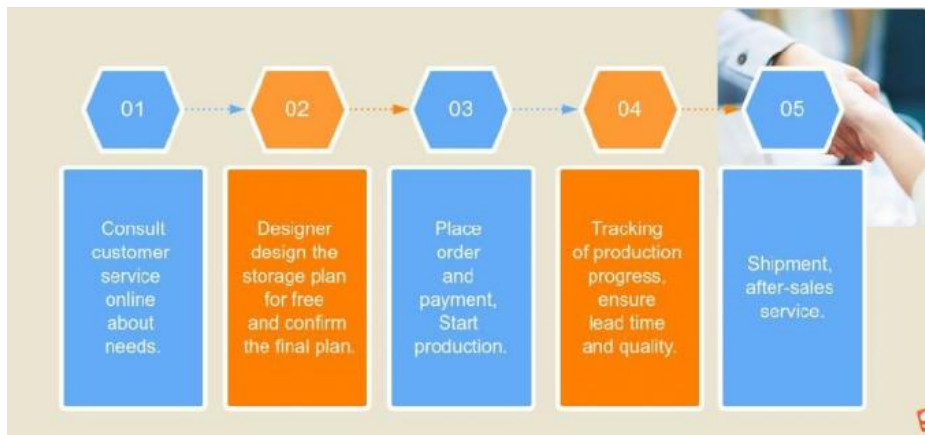 01
02
03
04
05
Consult
customer
service
online
about
needs.
Designer
design the
storage plan
for free
and confirm
the final plan.
Place
order
and
payment,
Start
production.
Tracking
of production
progress,
ensure
lead time
and quality.
Shipment,
after-sales
service.